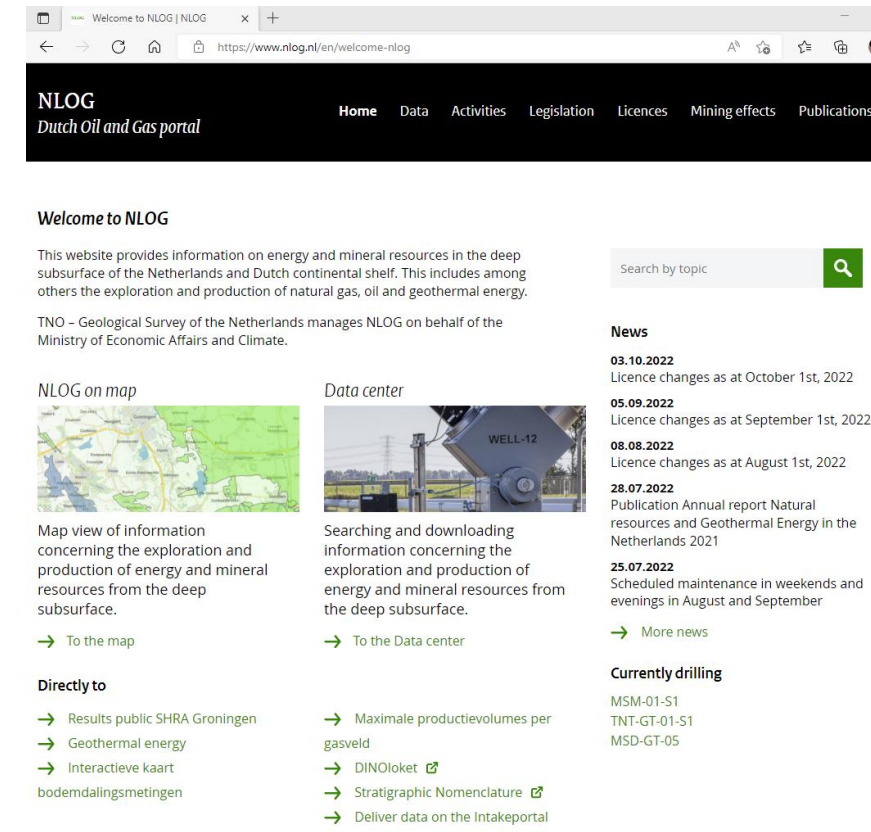 Welcome to NLOG | NLOG
https://www.nlog.nl/en/welcome-nlog
NLOG
Dutch Oil and Gas portal
Home Data Activities Legislation Licences Mining effects Publications
Welcome to NLOG
This website provides information on energy and mineral resources in the deep
subsurface of the Netherlands and Dutch continental shelf. This includes among
others the exploration and production of natural gas, oil and geothermal energy.
TNO – Geological Survey of the Netherlands manages NLOG on behalf of the
Ministry of Economic Affairs and Climate.
NLOG on map
Map view of information
concerning the exploration and
production of energy and mineral
resources from the deep
subsurface.
To the map
Data center
WELL-12
Searching and downloading
information concerning the
exploration and production of
energy and mineral resources from
the deep subsurface.
To the Data center
Directly to
Results public SHRA Groningen
Geothermal energy
Interactieve kaart
bodemdalingsmetingen
Maximale productievolumes per
gasveld
DINOloket
Stratigraphic Nomenclature
Deliver data on the Intakeportal
Search by topic
News
03.10.2022
Licence changes as at October 1st, 2022
05.09.2022
Licence changes as at September 1st, 2022
08.08.2022
Licence changes as at August 1st, 2022
28.07.2022
Publication Annual report Natural
resources and Geothermal Energy in the
Netherlands 2021
25.07.2022
Scheduled maintenance in weekends and
evenings in August and September
More news
Currently drilling
MSM-01-S1
TNT-GT-01-S1
MSD-GT-05